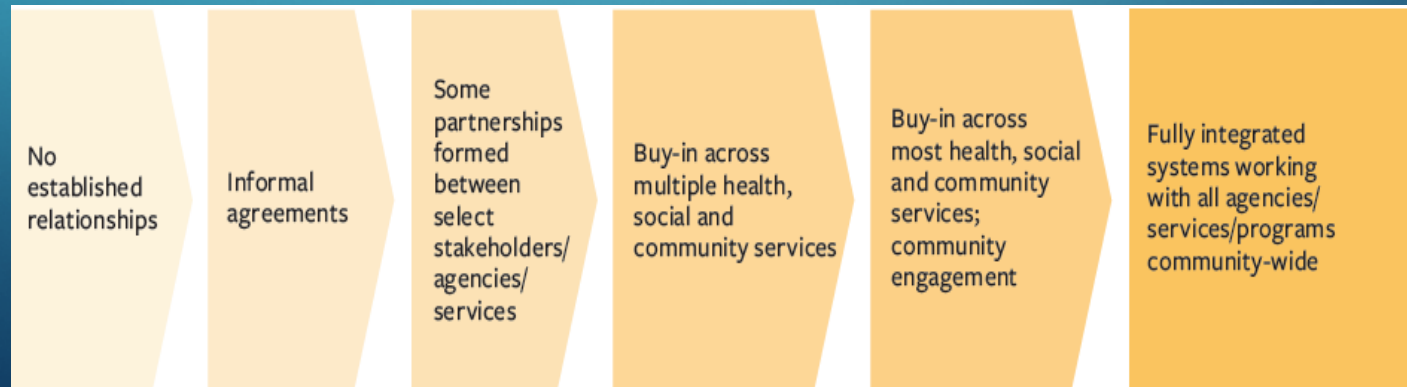 No
established
relationships
Informal
agreements
Some
partnerships
formed
between
select
stakeholders/
agencies/
services
Buy-in across
multiple health,
social and
community services
Buy-in across
most health, social
and community
services;
community
engagement
Fully integrated
systems working
with all agencies/
services/programs
community-wide